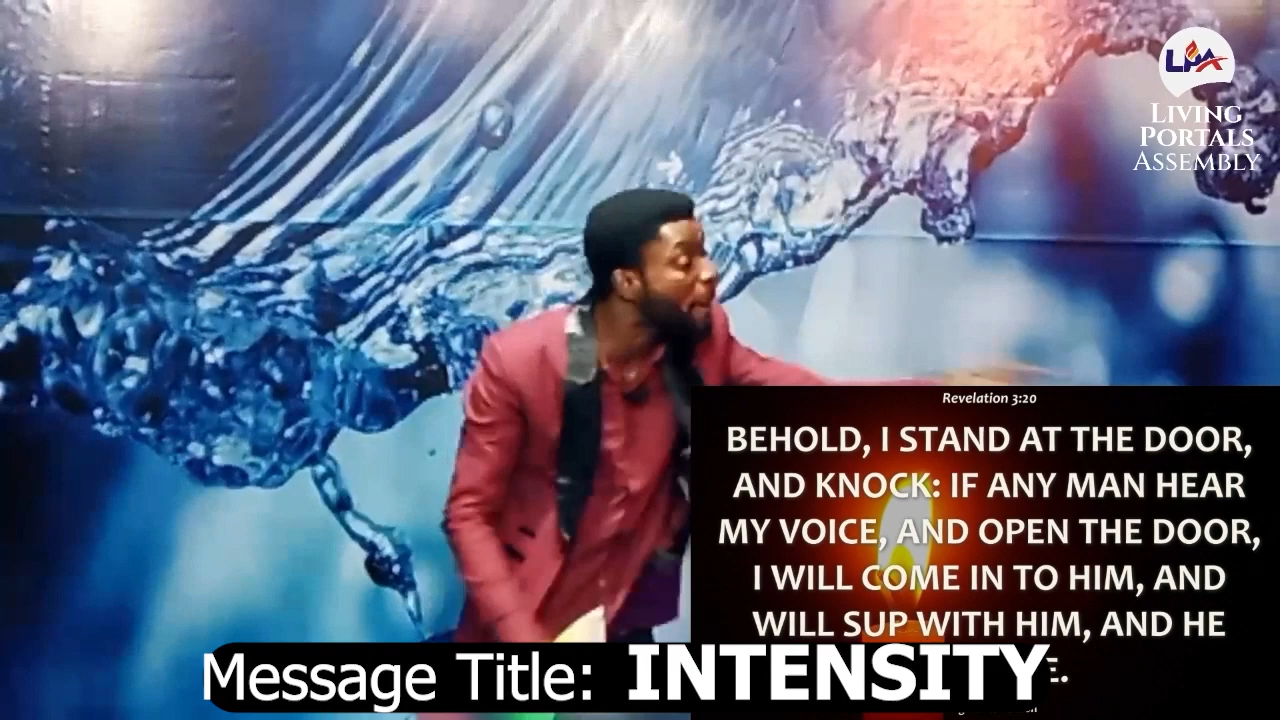 LPA
LIVING
PORTALS
ASSEMBLY
Revelation 3:20
BEHOLD, I STAND AT THE DOOR,
AND KNOCK: IF ANY MAN HEAR
MY VOICE, AND OPEN THE DOOR,
I WILL COME IN TO HIM, AND
WILL SUP WITH HIM, AND HE
Message Title: INTENSITY